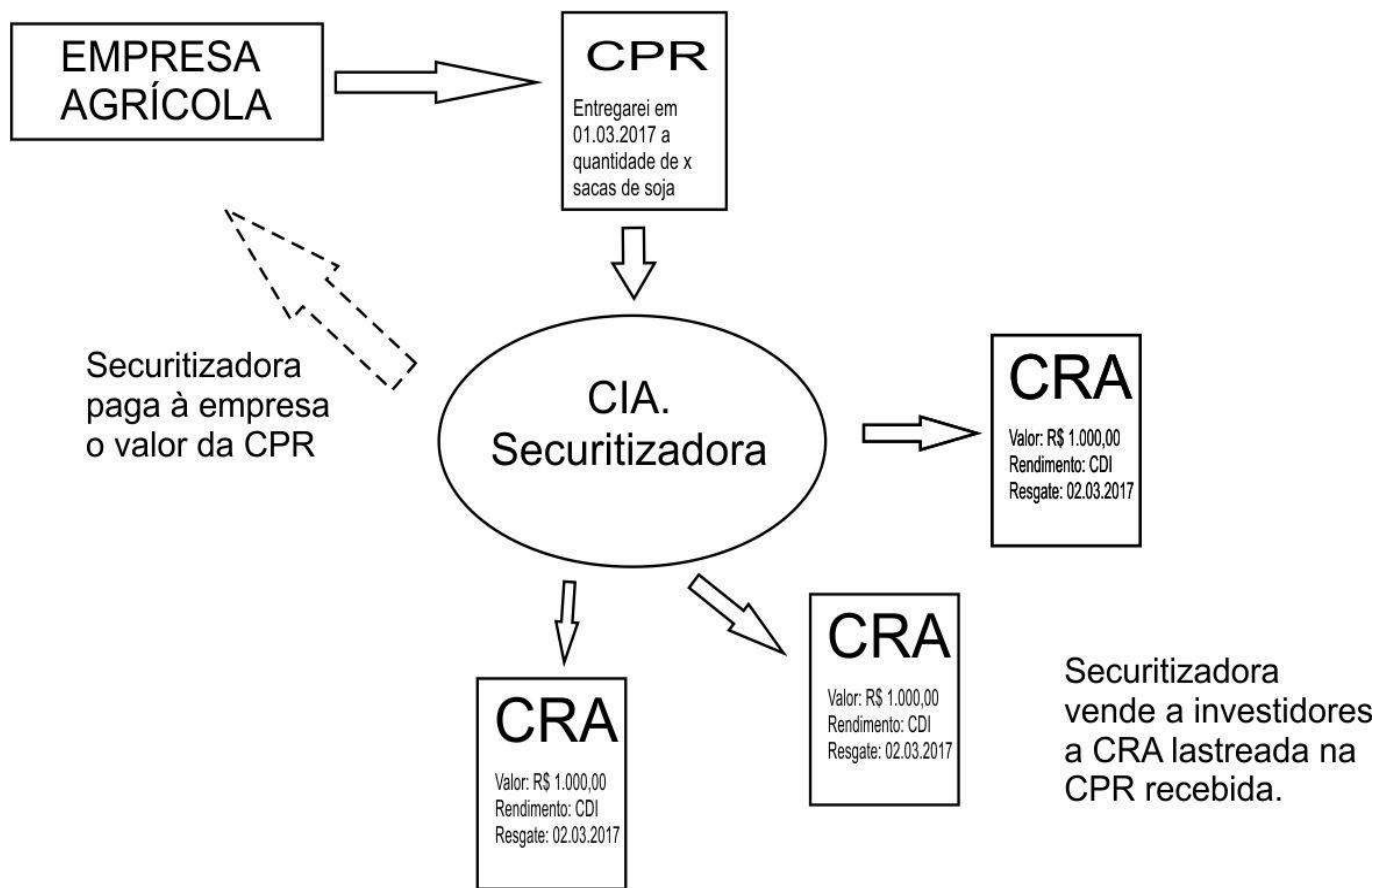 EMPRESA
AGRÍCOLA
CPR
Entregarei em
01.03.2017 a
quantidade de x
sacas de soja
Securitizadora
paga à empresa
o valor da CPR
CIA.
Securitizadora
CRA
Valor: R$ 1.000,00
Rendimento: CDI
Resgate: 02.03.2017
CRA
Valor: R$ 1.000,00
Rendimento: CDI
Resgate: 02.03.2017
CRA
Valor: R$ 1.000,00
Rendimento: CDI
Resgate: 02.03.2017
Securitizadora
vende a investidores
a CRA lastreada na
CPR recebida.